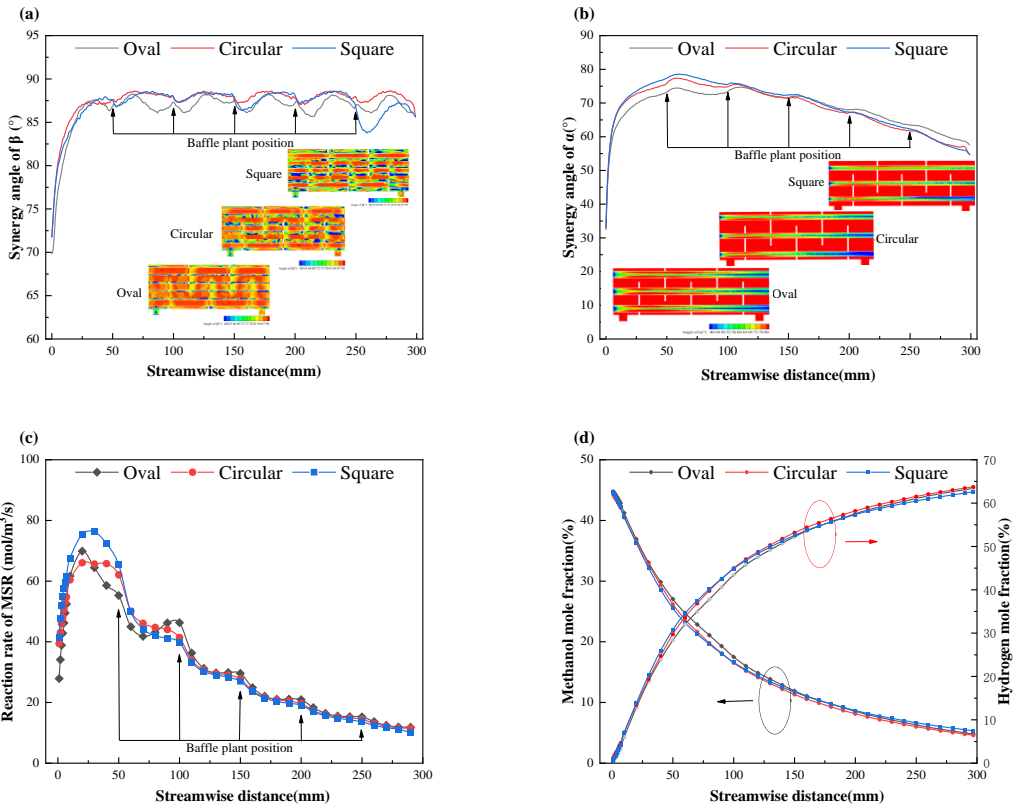 (a)
Oval Circular Square
Synergy angle of β (°)
95
90
85
80
75
70
65
60
Baffle plant position
Square
Circular
Oval
0 50 100 150 200 250 300
Streamwise distance(mm)
(b)
Oval Circular Square
Synergy angle of α(°)
90
80
70
60
50
40
30
20
10
0
Baffle plant position
Square
Circular
Oval
0 50 100 150 200 250 300
Streamwise distance(mm)
(c)
Oval Circular Square
Reaction rate of MSR (mol/m³/s)
100
80
60
40
20
0
Baffle plant position
0 50 100 150 200 250 300
Streamwise distance(mm)
(d)
Oval Circular Square
Methanol mole fraction(%)
50
45
40
35
30
25
20
15
10
5
0
Hydrogen mole fraction(%)
70
60
50
40
30
20
10
0
0 50 100 150 200 250 300
Streamwise distance(mm)